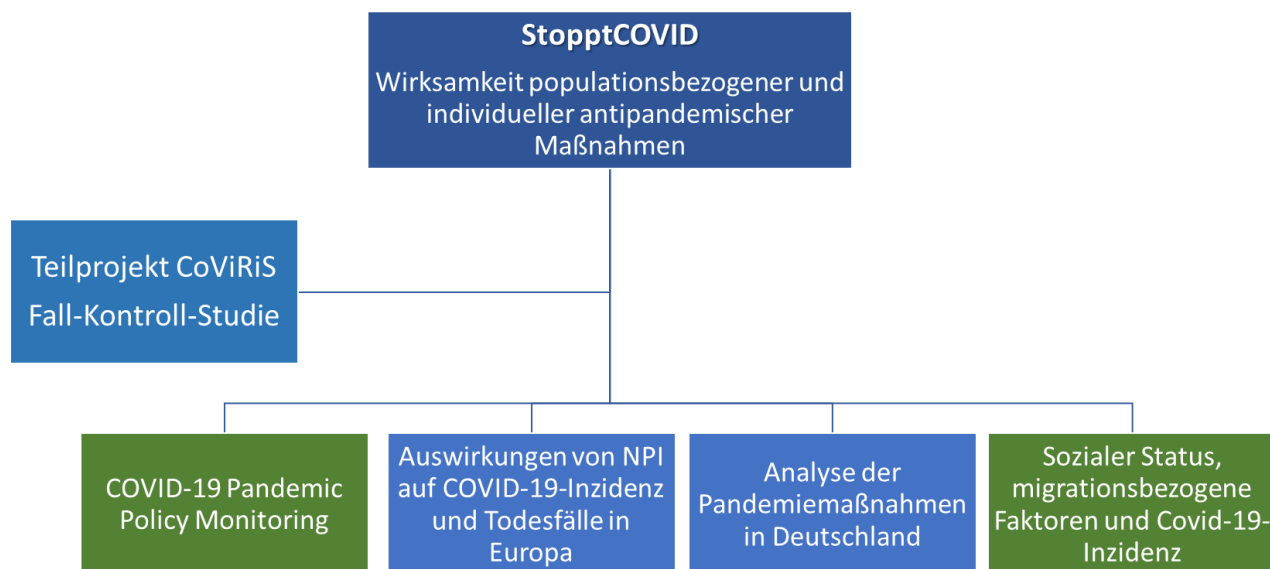 StopptCOVID
Wirksamkeit populationsbezogener und
individueller antipandemischer
Maßnahmen
Teilprojekt CoViRiS
Fall-Kontroll-Studie
COVID-19 Pandemic
Policy Monitoring
Auswirkungen von NPI
auf COVID-19-Inzidenz
und Todesfälle in
Europa
Analyse der
Pandemiemaßnahmen
in Deutschland
Sozialer Status,
migrationsbezogene
Faktoren und Covid-19-
Inzidenz